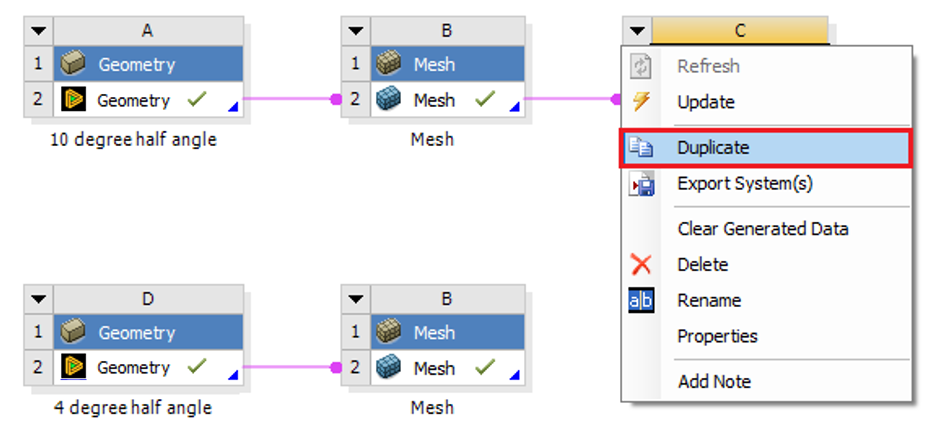 A
1 Geometry
2 Geometry
10 degree half angle
B
1 Mesh
2 Mesh
Mesh
C
Refresh
Update
Duplicate
Export System(s)
Clear Generated Data
Delete
a|b Rename
Properties
Add Note
D
1 Geometry
2 Geometry
4 degree half angle
B
1 Mesh
2 Mesh
Mesh